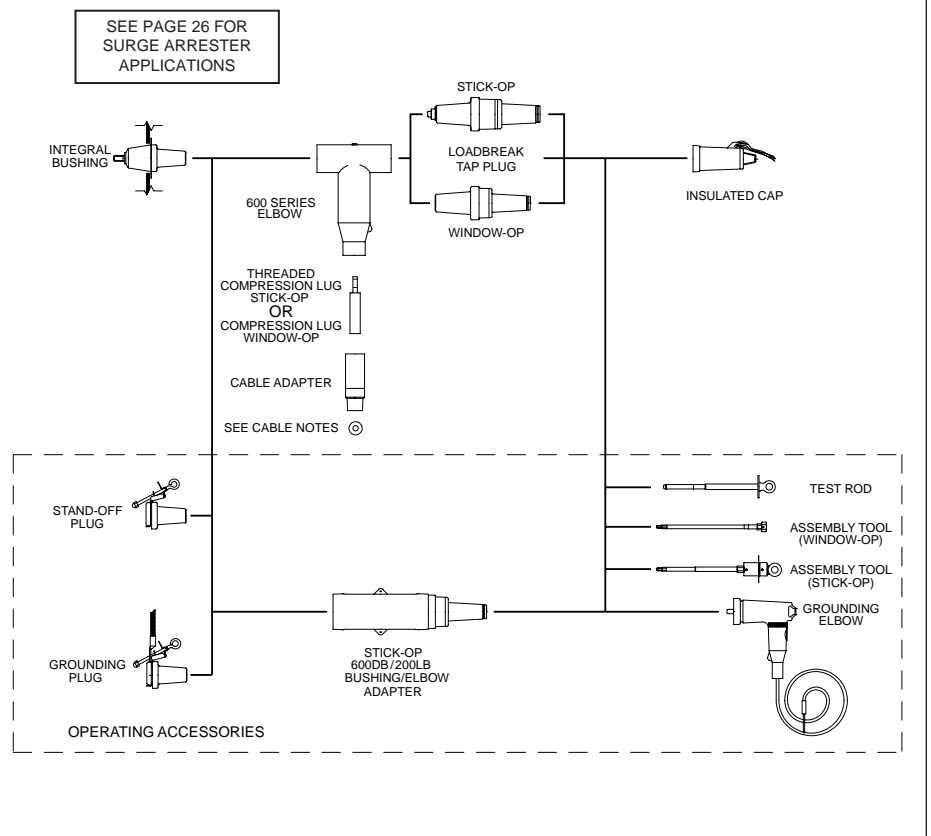 SEE PAGE 26 FOR
SURGE ARRESTER
APPLICATIONS
STICK-OP
INTEGRAL
BUSHING
LOADBREAK
TAP PLUG
INSULATED CAP
600 SERIES
ELBOW
WINDOW-OP
THREADED
COMPRESSION LUG
STICK-OP
OR
COMPRESSION LUG
WINDOW-OP
CABLE ADAPTER
SEE CABLE NOTES
STAND-OFF
PLUG
TEST ROD
ASSEMBLY TOOL
(WINDOW-OP)
ASSEMBLY TOOL
(STICK-OP)
GROUNDING
ELBOW
GROUNDING
PLUG
STICK-OP
600DB/200LB
BUSHING/ELBOW
ADAPTER
OPERATING ACCESSORIES